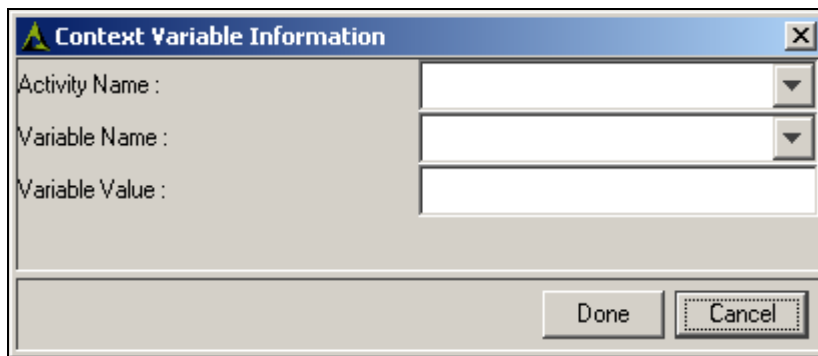 Context Variable Information
Activity Name :
Variable Name :
Variable Value :
Done Cancel